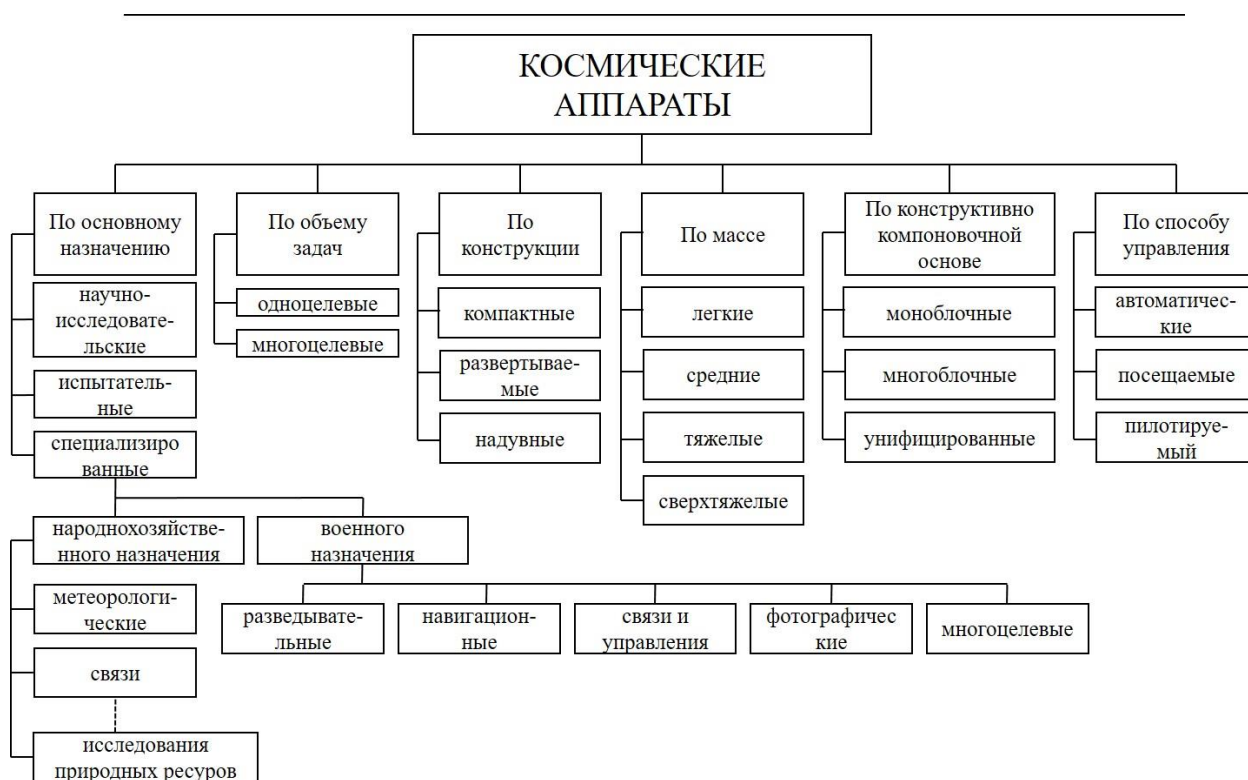 КОСМИЧЕСКИЕ
АППАРАТЫ
По основному
назначению
научно-
исследовате-
льские
испытатель-
ные
специализиро
ванные
По объему
задач
одноцелевые
многоцелевые
По
конструкции
компактные
развертывае-
мые
надувные
По массе
легкие
средние
тяжелые
сверхтяжелые
По конструктивно
компоновочной
основе
моноблочные
многоблочные
унифицированные
По способу
управления
автоматичес-
кие
посещаемые
пилотируе-
мый
народнохозяйстве-
нного назначения
метеорологи-
ческие
связи
исследования
природных ресуров
военного
назначения
разведывате-
льные
навигацион-
ные
связи и
управления
фотографичес
кие
многоцелевые